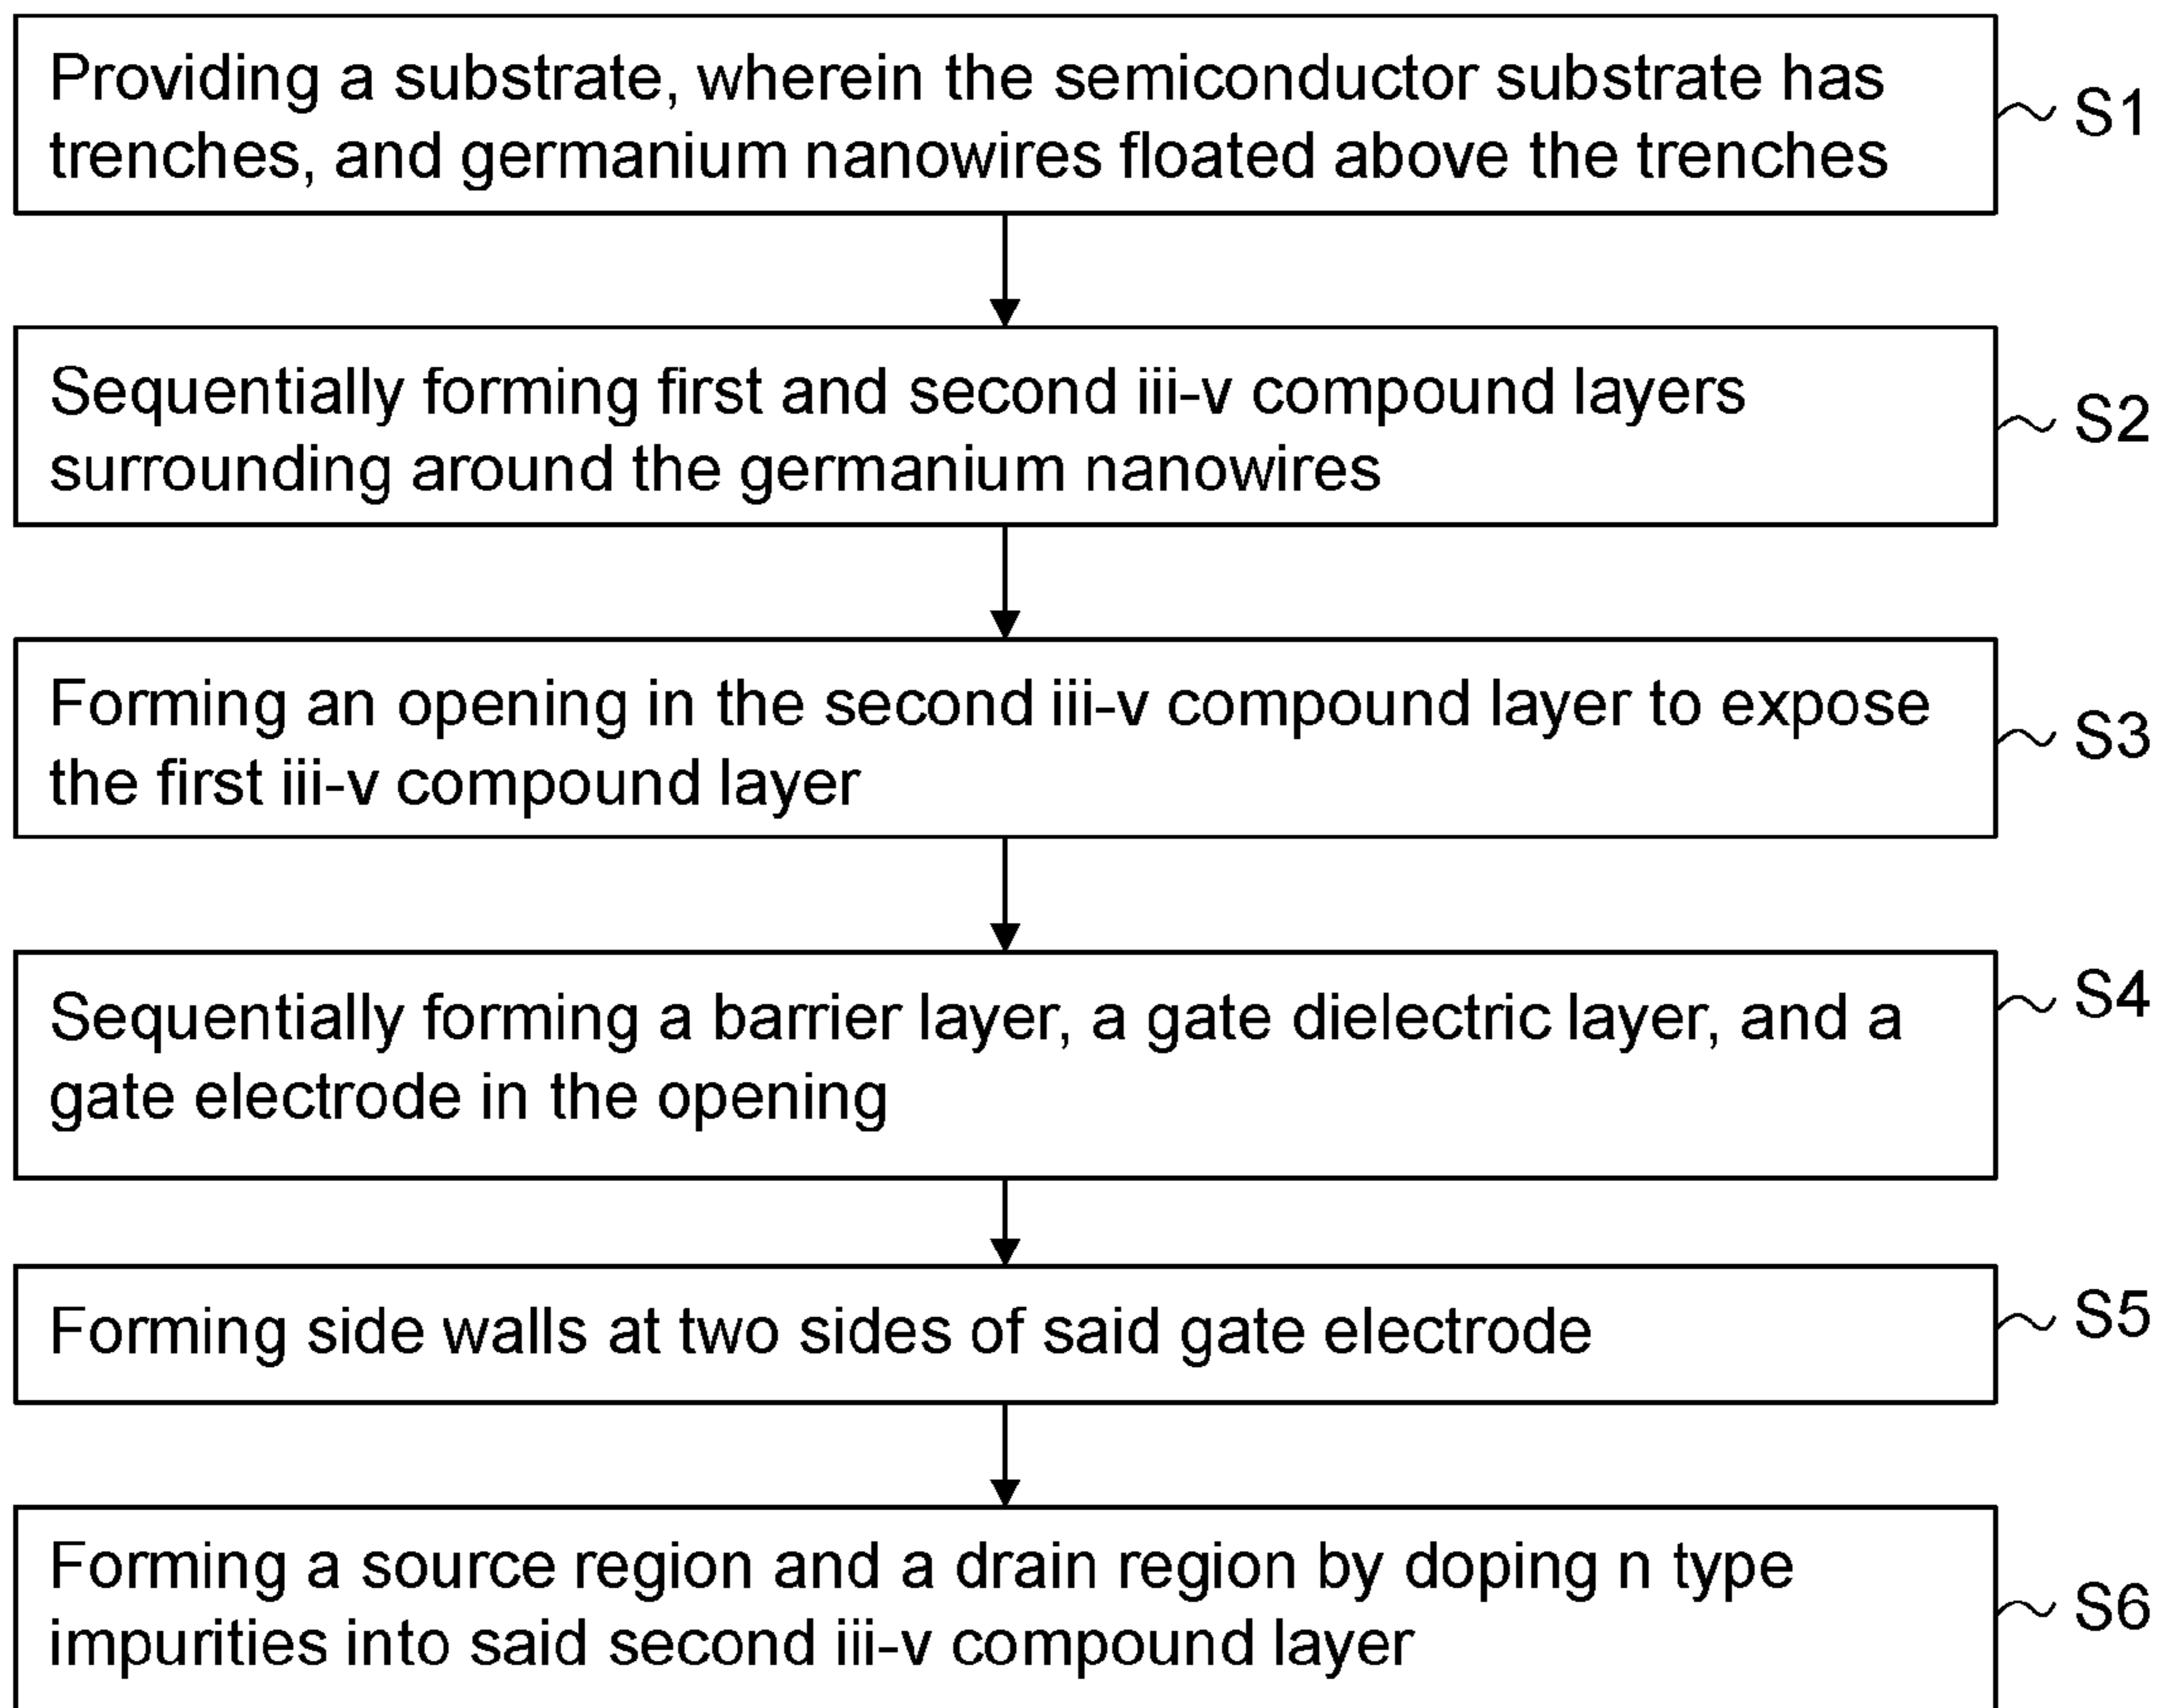 Providing a substrate, wherein the semiconductor substrate has
trenches, and germanium nanowires floated above the trenches
S1
Sequentially forming first and second iii-v compound layers
surrounding around the germanium nanowires
S2
Forming an opening in the second iii-v compound layer to expose
the first iii-v compound layer
S3
Sequentially forming a barrier layer, a gate dielectric layer, and a
gate electrode in the opening
S4
Forming side walls at two sides of said gate electrode
S5
Forming a source region and a drain region by doping n type
impurities into said second iii-v compound layer
S6